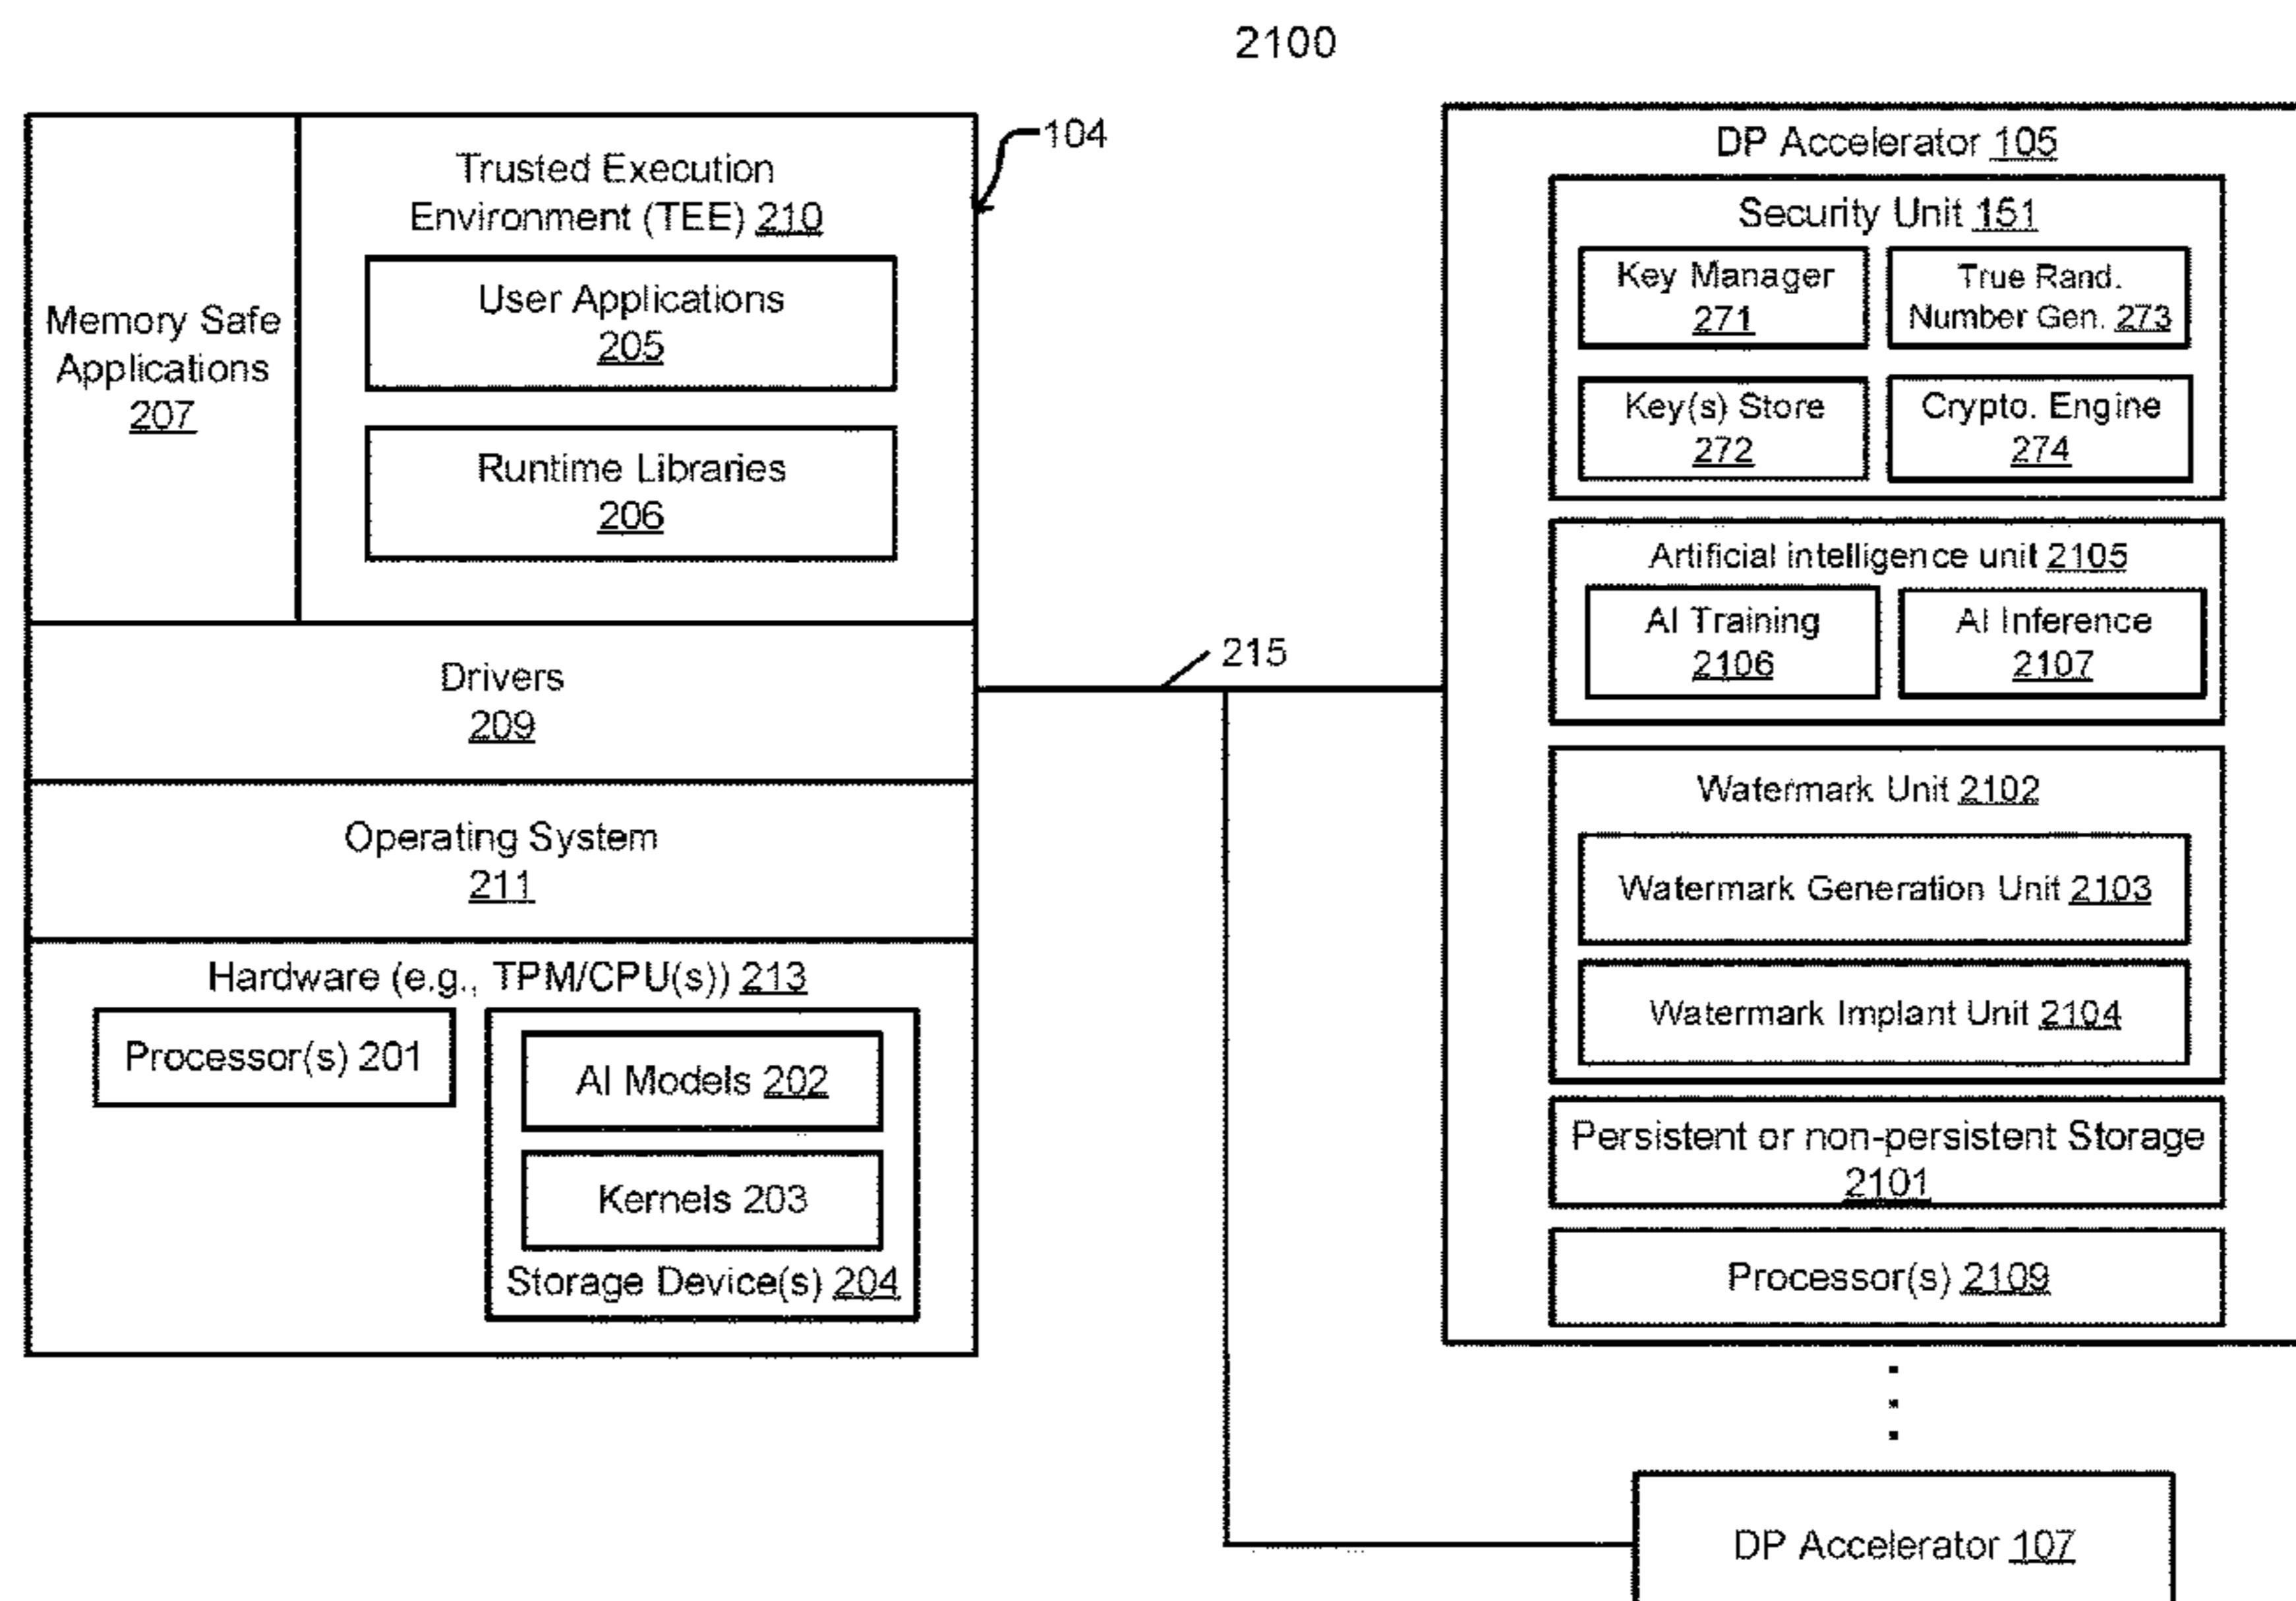 2100
104
Trusted Execution
Environment (TEE) 210
User Applications
205
Runtime Libraries
206
Memory Safe
Applications
207
Drivers
209
Operating System
211
Hardware (e.g., TPM/CPU(s)) 213
Processor(s) 201
AI Models 202
Kernels 203
Storage Device(s) 204
215
DP Accelerator 105
Security Unit 151
Key Manager
271
True Rand.
Number Gen. 273
Key(s) Store
272
Crypto. Engine
274
Artificial intelligence unit 2105
AI Training
2106
AI Inference
2107
Watermark Unit 2102
Watermark Generation Unit 2103
Watermark Implant Unit 2104
Persistent or non-persistent Storage
2101
Processor(s) 2109
DP Accelerator 107